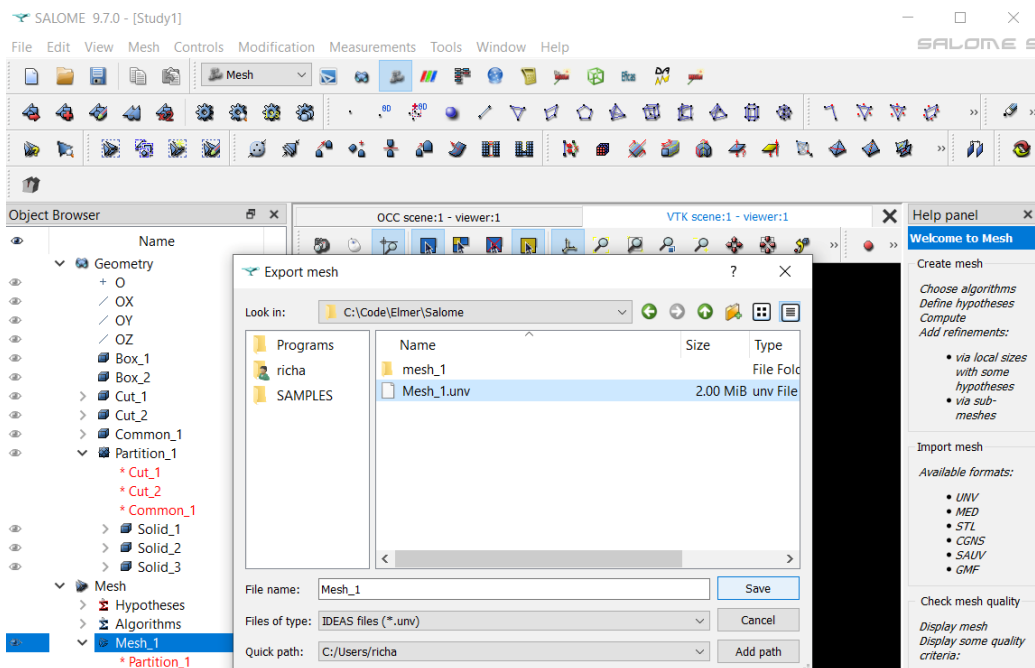 SALOME 9.7.0 - [Study1]
File Edit View Mesh Controls Modification Measurements Tools Window Help
SALOME S
Mesh
Object Browser
OCC scene:1 - viewer:1
VTK scene:1 - viewer:1
Help panel
Name
Geometry
O
OX
OY
OZ
Box_1
Box_2
Cut_1
Cut_2
Common_1
Partition_1
* Cut_1
* Cut_2
* Common_1
Solid_1
Solid_2
Solid_3
Mesh
Hypotheses
Algorithms
Mesh_1
* Partition_1
Export mesh
Look in: C:\Code\Elmer\Salome
Programs
richa
SAMPLES
Name Size Type
mesh_1 File Fold
Mesh_1.unv 2.00 MiB unv File
File name: Mesh_1 Save
Files of type: IDEAS files (*.unv) Cancel
Quick path: C:/Users/richa Add path
Welcome to Mesh
Create mesh
Choose algorithms
Define hypotheses
Compute
Add refinements:
• via local sizes
with some
hypotheses
• via sub-
meshes
Import mesh
Available formats:
• UNV
• MED
• STL
• CGNS
• SAUV
• GMF
Check mesh quality
Display mesh
Display some quality
criteria: